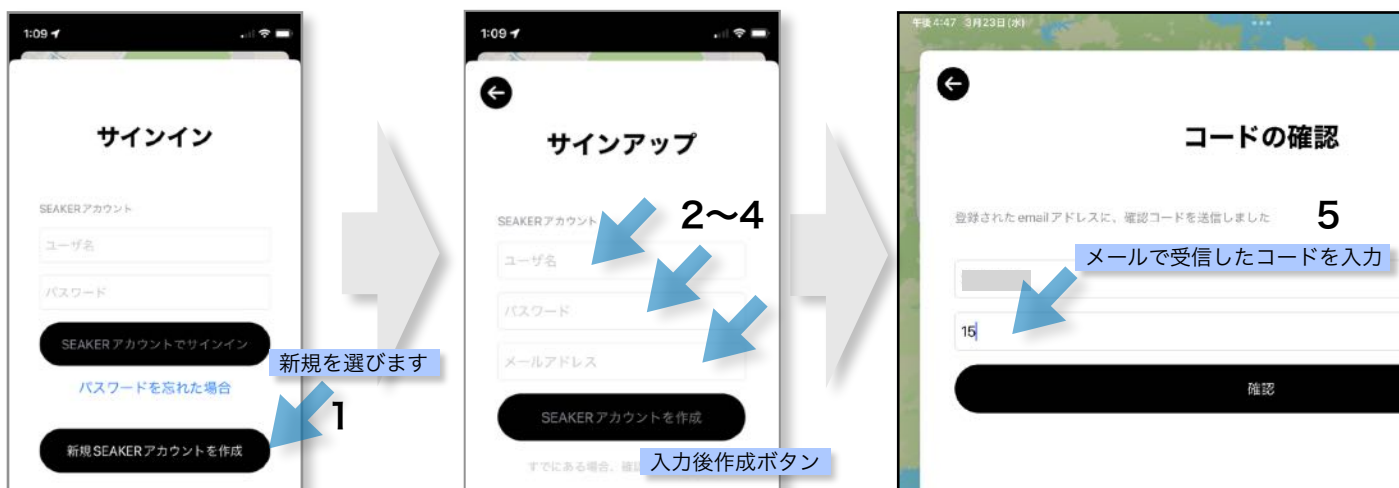 1:09
サインイン
SEAKERアカウント
ユーザ名
パスワード
SEAKERアカウントでサインイン
新規を選びます
パスワードを忘れた場合
1
新規SEAKERアカウントを作成
1:09
サインアップ
2〜4
SEAKERアカウント
ユーザ名
パスワード
メールアドレス
SEAKERアカウントを作成
入力後作成ボタン
すでにある場合、確
午後4:47 3月23日(水)
コードの確認
登録されたemailアドレスに、確認コードを送信しました
5
メールで受信したコードを入力
15
確認